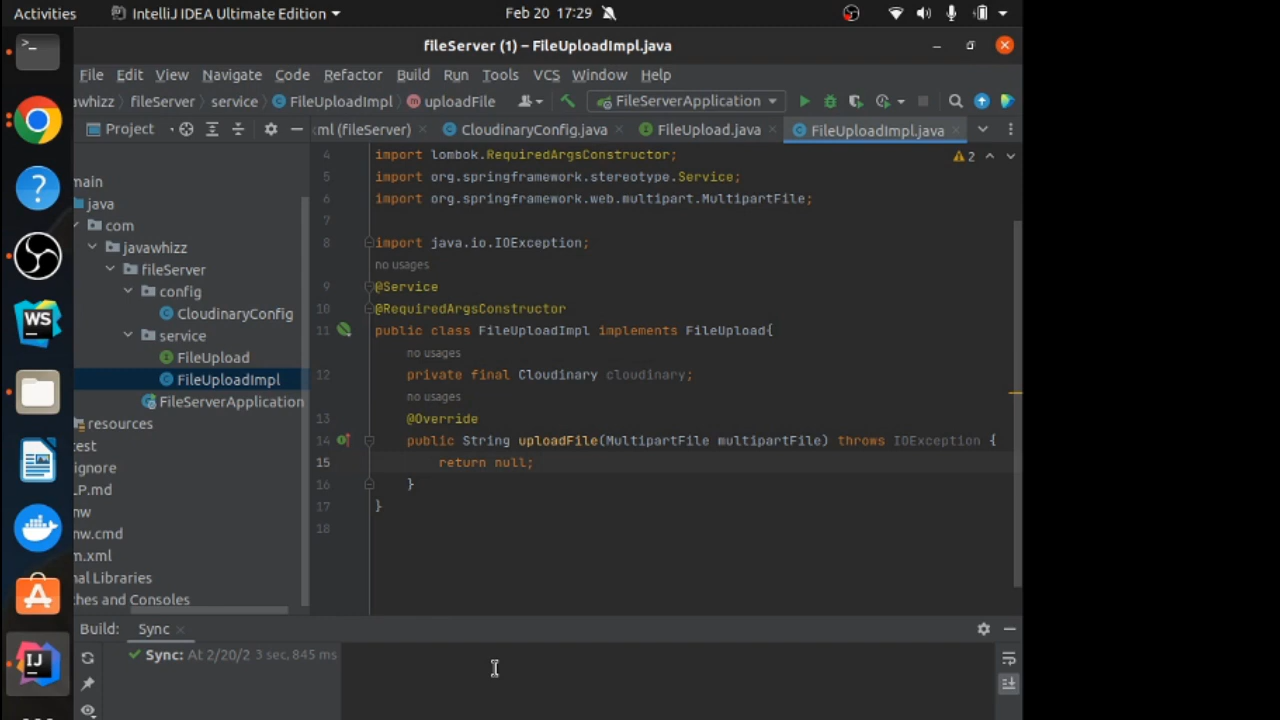 Activities
IntelliJ IDEA Ultimate Edition
Feb 20 17:29
fileServer (1) – FileUploadImpl.java
File Edit View Navigate Code Refactor Build Run Tools VCS Window Help
awhizz fileServer service FileUploadImpl uploadFile
FileServerApplication
Project
ml (fileServer)
CloudinaryConfig.java
FileUpload.java
FileUploadImpl.java
main
java
com
javawhizz
fileServer
config
CloudinaryConfig
service
FileUpload
FileUploadImpl
FileServerApplication
resources
test
ignore
LP.md
nw
nw.cmd
m.xml
nal Libraries
ches and Consoles
2
4 import lombok.RequiredArgsConstructor;
5 import org.springframework.stereotype.Service;
6 import org.springframework.web.multipart.MultipartFile;
7
8 import java.io.IOException;
no usages
9 @Service
10 @RequiredArgsConstructor
11 public class FileUploadImpl implements FileUpload{
no usages
12 private final Cloudinary cloudinary;
no usages
13 @Override
14 public String uploadFile(MultipartFile multipartFile) throws IOException {
15 return null;
16 }
17 }
18
Build: Sync
Sync: At 2/20/2 3 sec, 845 ms
WS
IJ